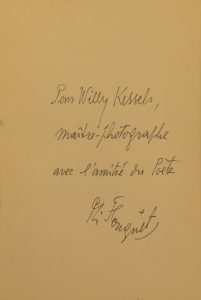 Pour Willy Kessels,
maître-photographe
avec l'amitié du Poète